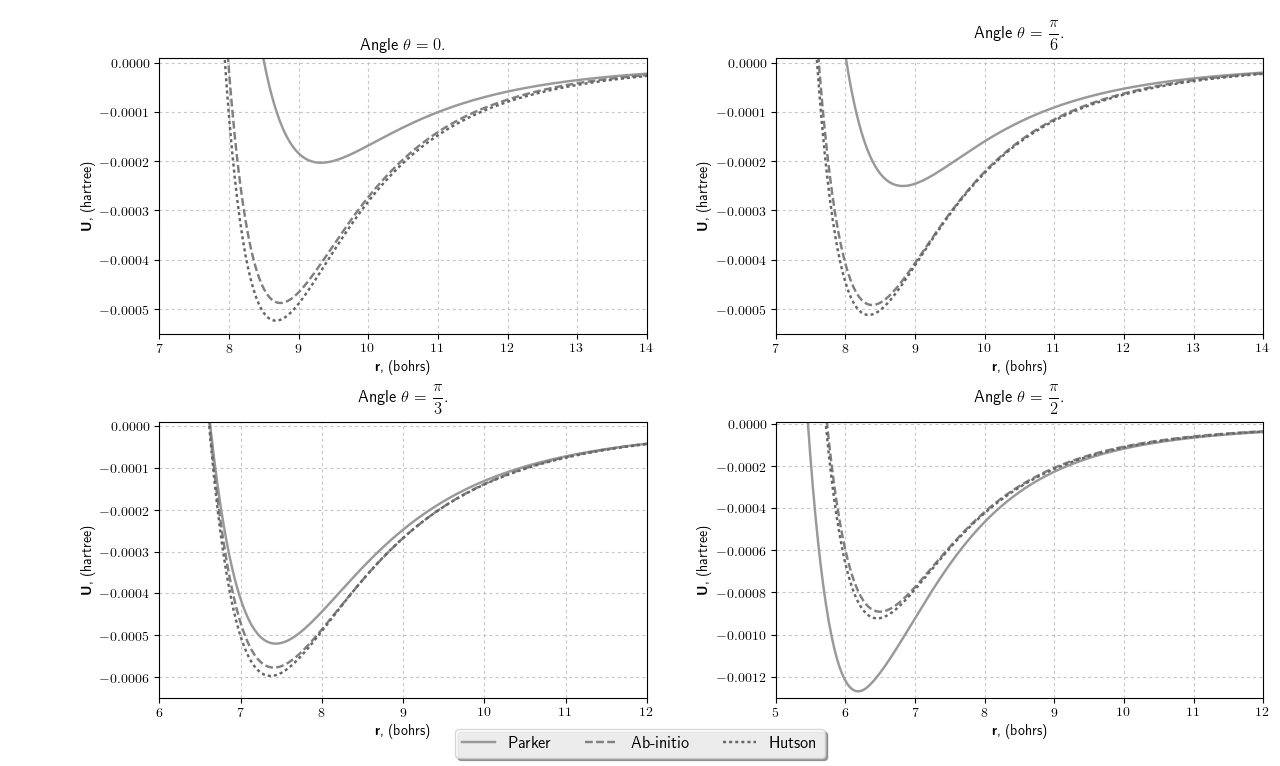 Angle θ = 0.
0.0000
−0.0001
−0.0002
−0.0003
−0.0004
−0.0005
U, (hartree)
7 8 9 10 11 12 13 14
r, (bohrs)
Angle θ = π/6.
0.0000
−0.0001
−0.0002
−0.0003
−0.0004
−0.0005
U, (hartree)
7 8 9 10 11 12 13 14
r, (bohrs)
Angle θ = π/3.
0.0000
−0.0001
−0.0002
−0.0003
−0.0004
−0.0005
−0.0006
U, (hartree)
6 7 8 9 10 11 12
r, (bohrs)
Angle θ = π/2.
0.0000
−0.0002
−0.0004
−0.0006
−0.0008
−0.0010
−0.0012
U, (hartree)
5 6 7 8 9 10 11 12
r, (bohrs)
Parker Ab-initio Hutson